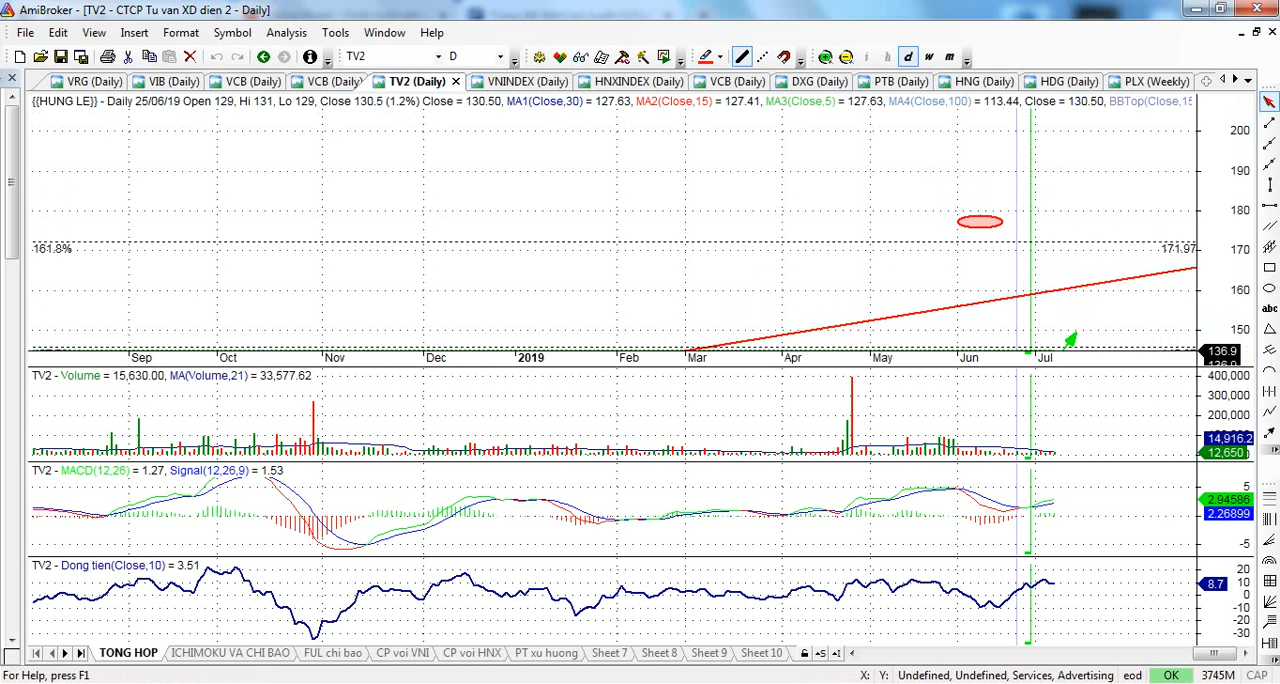 AmiBroker - [TV2 - CTCP Tu van XD dien 2 - Daily]
File Edit View Insert Format Symbol Analysis Tools Window Help
TV2 D i h d w m
VRG (Daily) VIB (Daily) VCB (Daily) VCB (Daily) TV2 (Daily) VNINDEX (Daily) HNXINDEX (Daily) VCB (Daily) DXG (Daily) PTB (Daily) HNG (Daily) HDG (Daily) PLX (Weekly)
{{HUNG LE}} - Daily 25/06/19 Open 129, Hi 131, Lo 129, Close 130.5 (1.2%) Close = 130.50, MA1(Close,30) = 127.63, MA2(Close,15) = 127.41, MA3(Close,5) = 127.63, MA4(Close,100) = 113.44, Close = 130.50, BBTop(Close,15
200
190
180
161.8% 171.97 170
160
150
136.9
Sep Oct Nov Dec 2019 Feb Mar Apr May Jun Jul
TV2 - Volume = 15,630.00, MA(Volume,21) = 33,577.62
400,000
300,000
200,000
14,916.2
12,650
TV2 - MACD(12,26) = 1.27, Signal(12,26,9) = 1.53
5
2.94586
2.26899
-5
TV2 - Dong tien(Close,10) = 3.51
20
10
8.7
0
-10
-20
-30
TONG HOP ICHIMOKU VA CHI BAO FUL chi bao CP voi VNI CP voi HNX PT xu huong Sheet 7 Sheet 8 Sheet 9 Sheet 10
For Help, press F1 X: Y: Undefined, Undefined, Services, Advertising eod OK 3745M CAP
abc